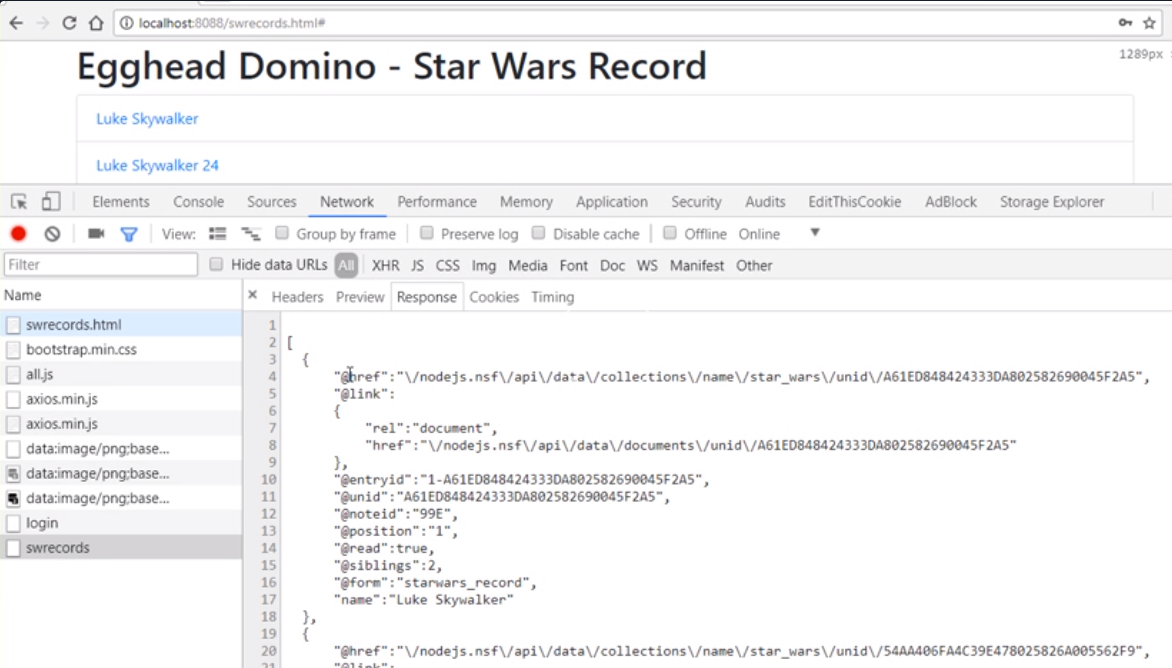 localhost:8088/swrecords.html#
Egghead Domino - Star Wars Record
1289px
Luke Skywalker
Luke Skywalker 24
Elements Console Sources Network Performance Memory Application Security Audits EditThisCookie AdBlock Storage Explorer
View: Group by frame Preserve log Disable cache Offline Online
Filter Hide data URLs All XHR JS CSS Img Media Font Doc WS Manifest Other
Name
× Headers Preview Response Cookies Timing
swrecords.html
bootstrap.min.css
all.js
axios.min.js
axios.min.js
data:image/png;base...
data:image/png;base...
data:image/png;base...
login
swrecords
1
2 [
3 {
4 "@href":"\/nodejs.nsf\/api\/data\/collections\/name\/star_wars\/unid\/A61ED848424333DA802582690045F2A5",
5 "@link":
6 {
7 "rel":"document",
8 "href":"\/nodejs.nsf\/api\/data\/documents\/unid\/A61ED848424333DA802582690045F2A5"
9 },
10 "@entryid":"1-A61ED848424333DA802582690045F2A5",
11 "@unid":"A61ED848424333DA802582690045F2A5",
12 "@noteid":"99E",
13 "@position":"1",
14 "@read":true,
15 "@siblings":2,
16 "@form":"starwars_record",
17 "name":"Luke Skywalker"
18 },
19 {
20 "@href":"\/nodejs.nsf\/api\/data\/collections\/name\/star_wars\/unid\/54AA406FA4C39E478025826A005562F9",
21 "@link":